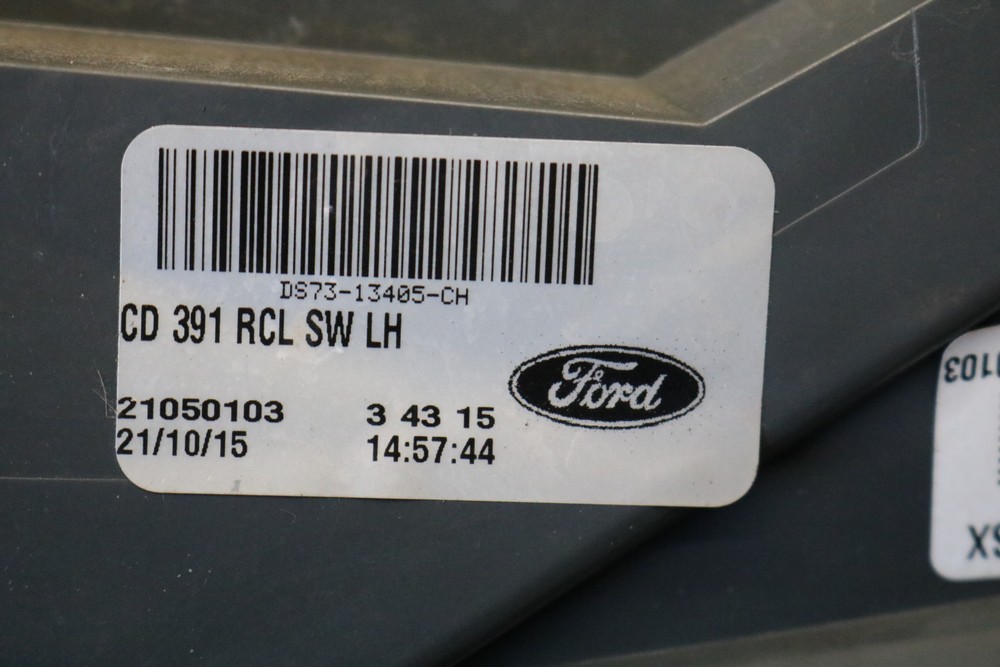 DS73-13405-CH
CD 391 RCL SW LH
21050103 3 43 15
21/10/15 14:57:44
Ford